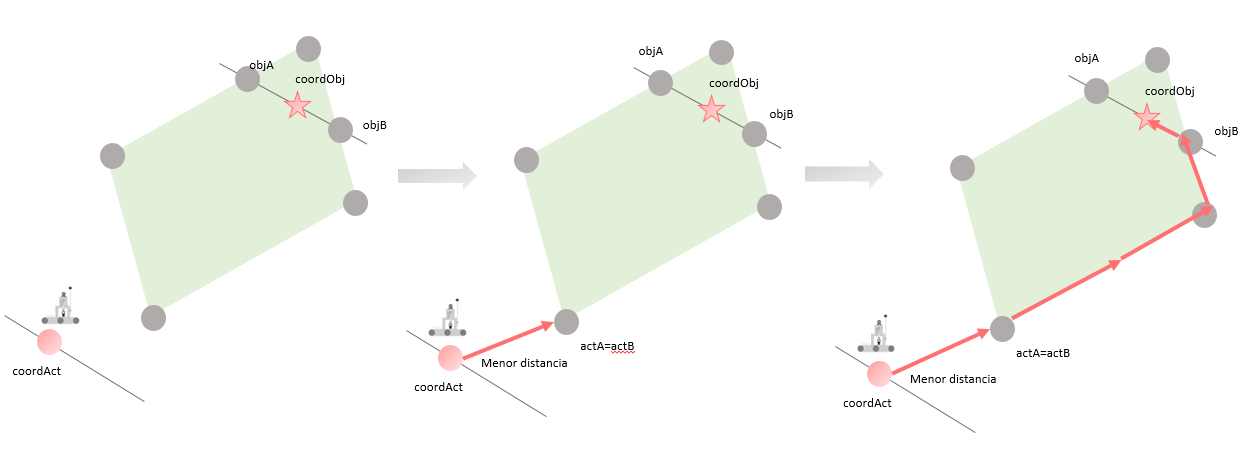 objA
coordObj
objB
coordAct
objA
coordObj
objB
actA=actB
Menor distancia
coordAct
objA
coordObj
objB
actA=actB
Menor distancia
coordAct